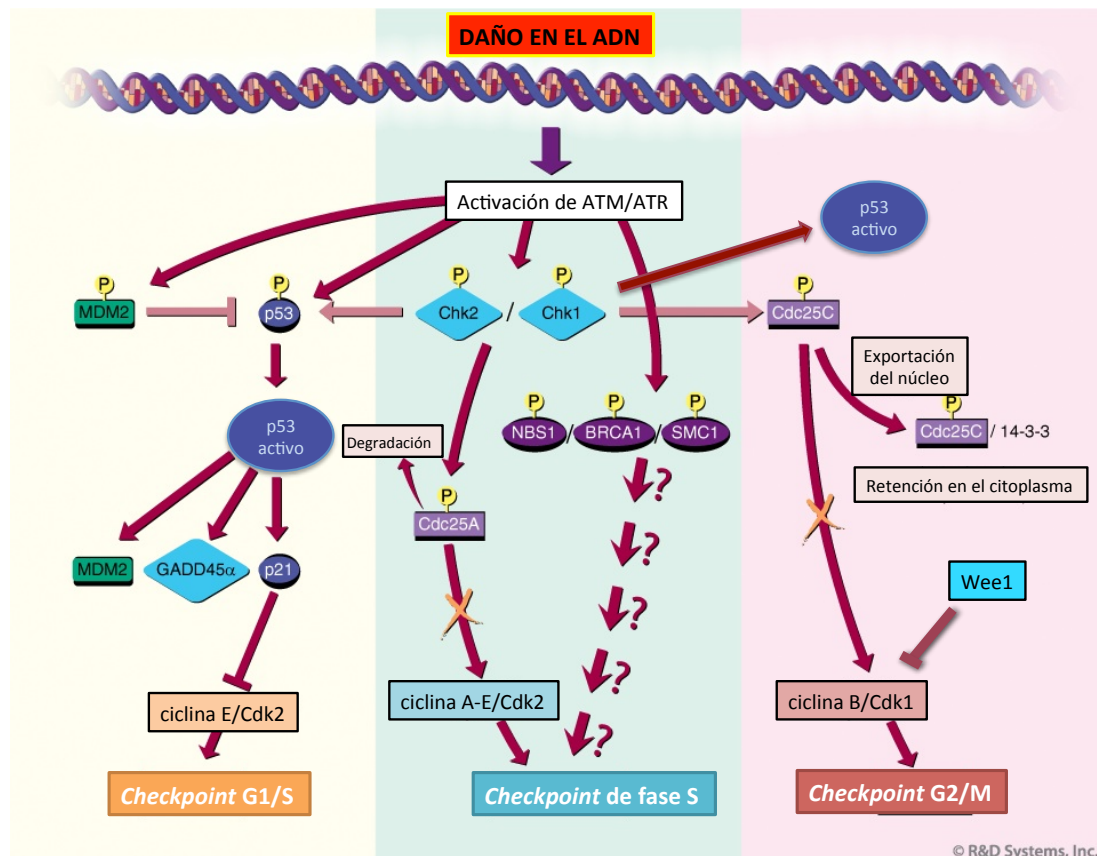 DAÑO EN EL ADN
Activación de ATM/ATR
p53
activo
P
MDM2
P
p53
P
Chk2
/
P
Chk1
P
Cdc25C
Exportación
del núcleo
P
Cdc25C / 14-3-3
Retención en el citoplasma
p53
activo
Degradación
P
NBS1
/
P
BRCA1
/
P
SMC1
P
Cdc25A
?
?
?
?
?
MDM2
GADD45α
p21
Wee1
ciclina E/Cdk2
ciclina A-E/Cdk2
ciclina B/Cdk1
Checkpoint G1/S
Checkpoint de fase S
Checkpoint G2/M
© R&D Systems, Inc.